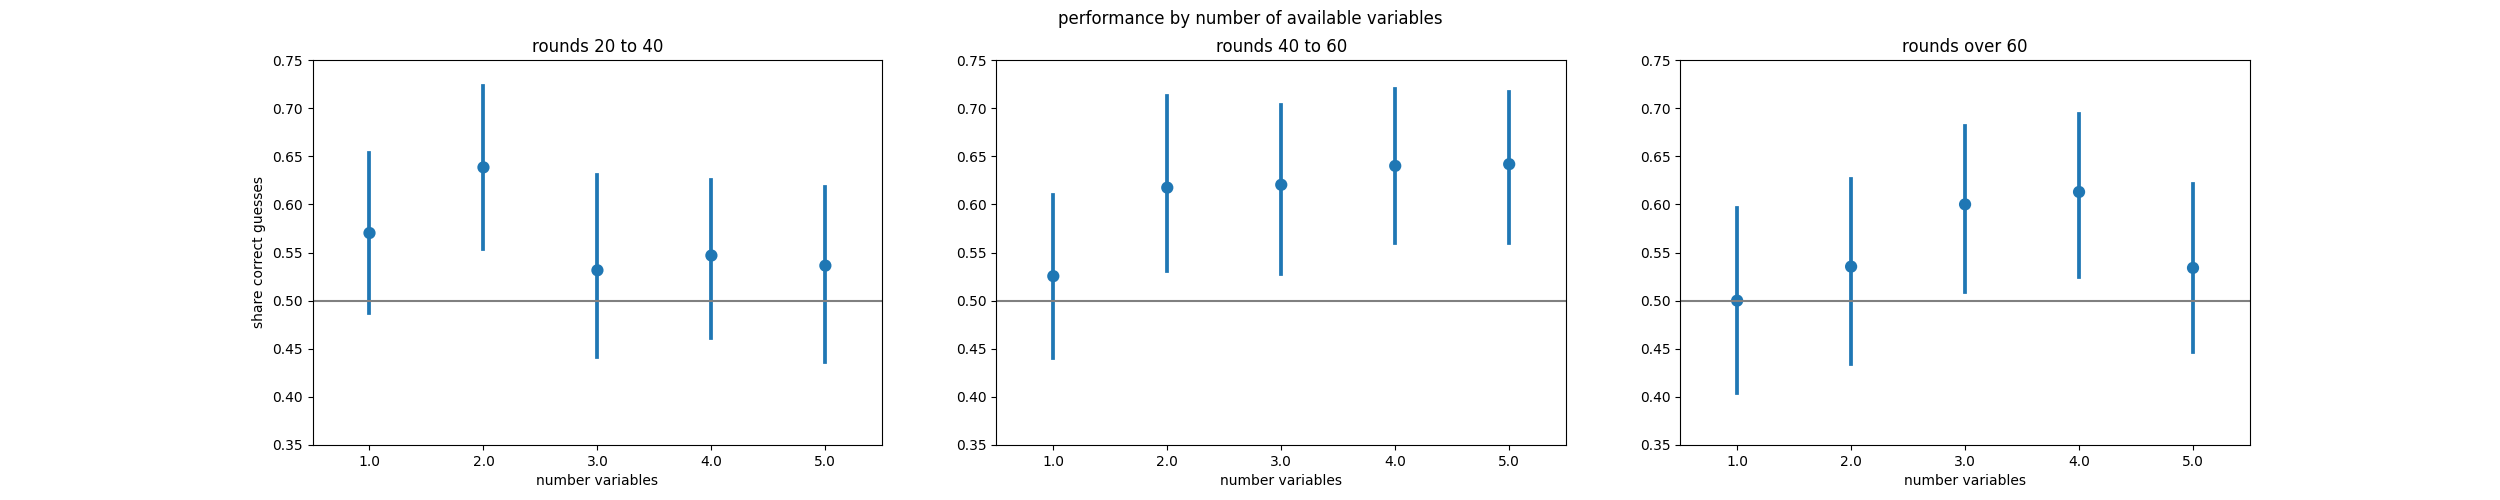 performance by number of available variables
rounds 20 to 40
0.75
0.70
0.65
0.60
0.55
0.50
0.45
0.40
0.35
share correct guesses
1.0 2.0 3.0 4.0 5.0
number variables
rounds 40 to 60
0.75
0.70
0.65
0.60
0.55
0.50
0.45
0.40
0.35
1.0 2.0 3.0 4.0 5.0
number variables
rounds over 60
0.75
0.70
0.65
0.60
0.55
0.50
0.45
0.40
0.35
1.0 2.0 3.0 4.0 5.0
number variables